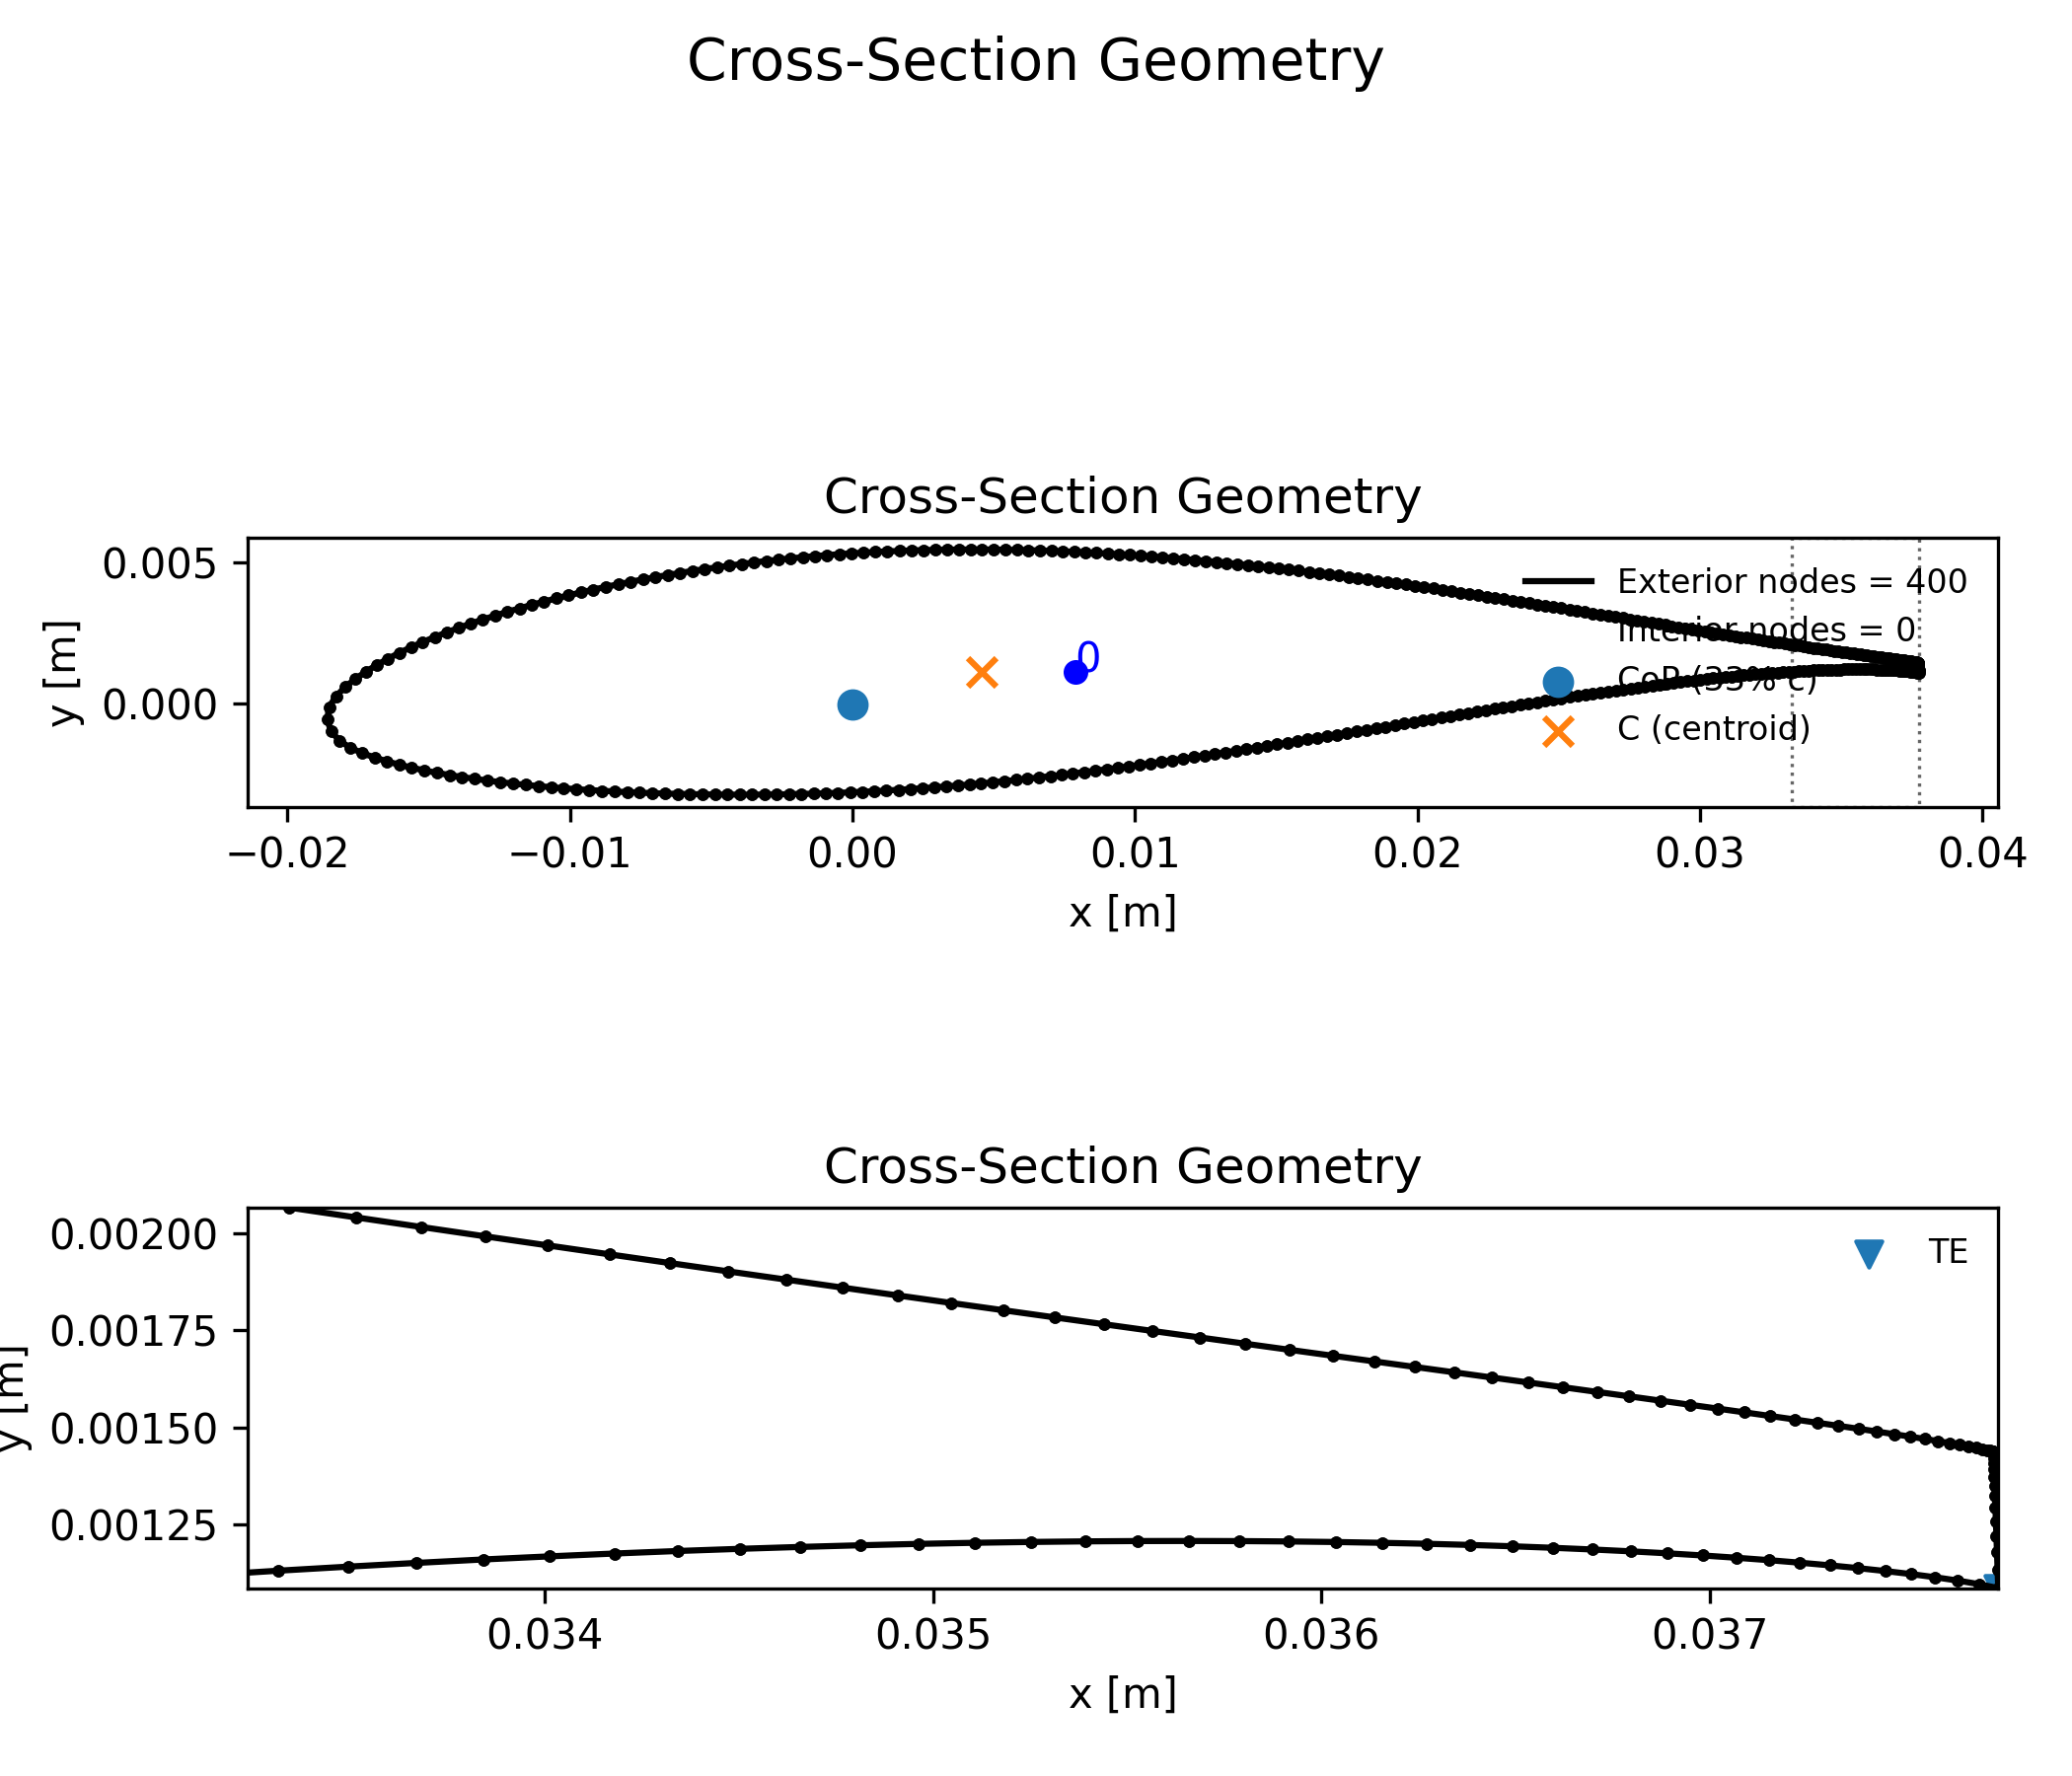 Cross-Section Geometry
Cross-Section Geometry
0.005
0.000
y [m]
0
Exterior nodes = 400
Interior nodes = 0
CoR (33% c)
C (centroid)
−0.02 −0.01 0.00 0.01 0.02 0.03 0.04
x [m]
Cross-Section Geometry
0.00200
0.00175
0.00150
0.00125
y [m]
TE
0.034 0.035 0.036 0.037
x [m]